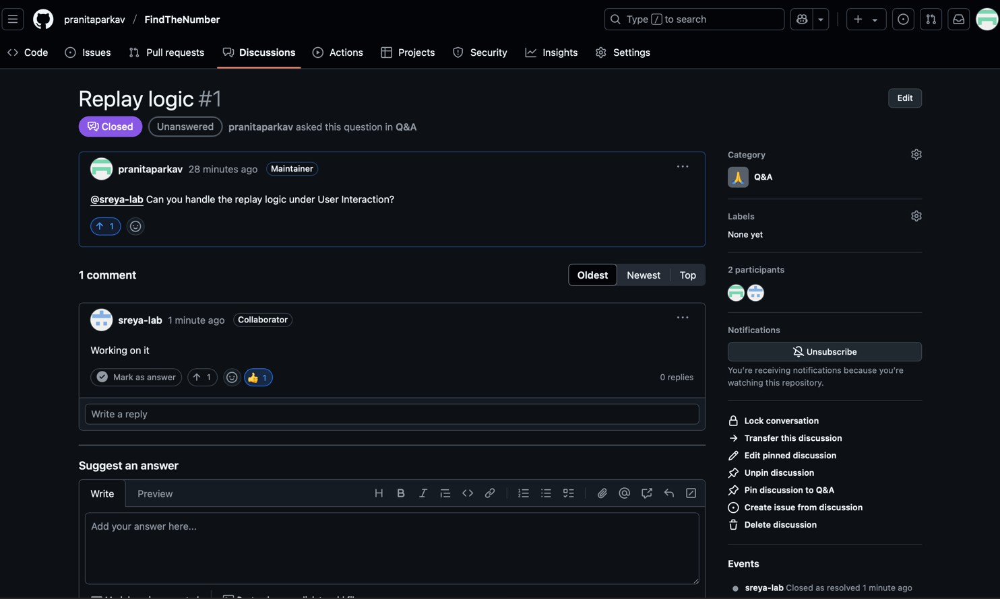 pranitaparkav / FindTheNumber
Type / to search
Code Issues Pull requests Discussions Actions Projects Security Insights Settings
Replay logic #1
Edit
Closed Unanswered pranitaparkav asked this question in Q&A
pranitaparkav 28 minutes ago Maintainer
@sreya-lab Can you handle the replay logic under User Interaction?
1
1 comment
Oldest Newest Top
sreya-lab 1 minute ago Collaborator
Working on it
Mark as answer 1 1 0 replies
Write a reply
Suggest an answer
Write Preview
Add your answer here...
Category
Q&A
Labels
None yet
2 participants
Notifications
Unsubscribe
You're receiving notifications because you're
watching this repository.
Lock conversation
Transfer this discussion
Edit pinned discussion
Unpin discussion
Pin discussion to Q&A
Create issue from discussion
Delete discussion
Events
sreya-lab Closed as resolved 1 minute ago